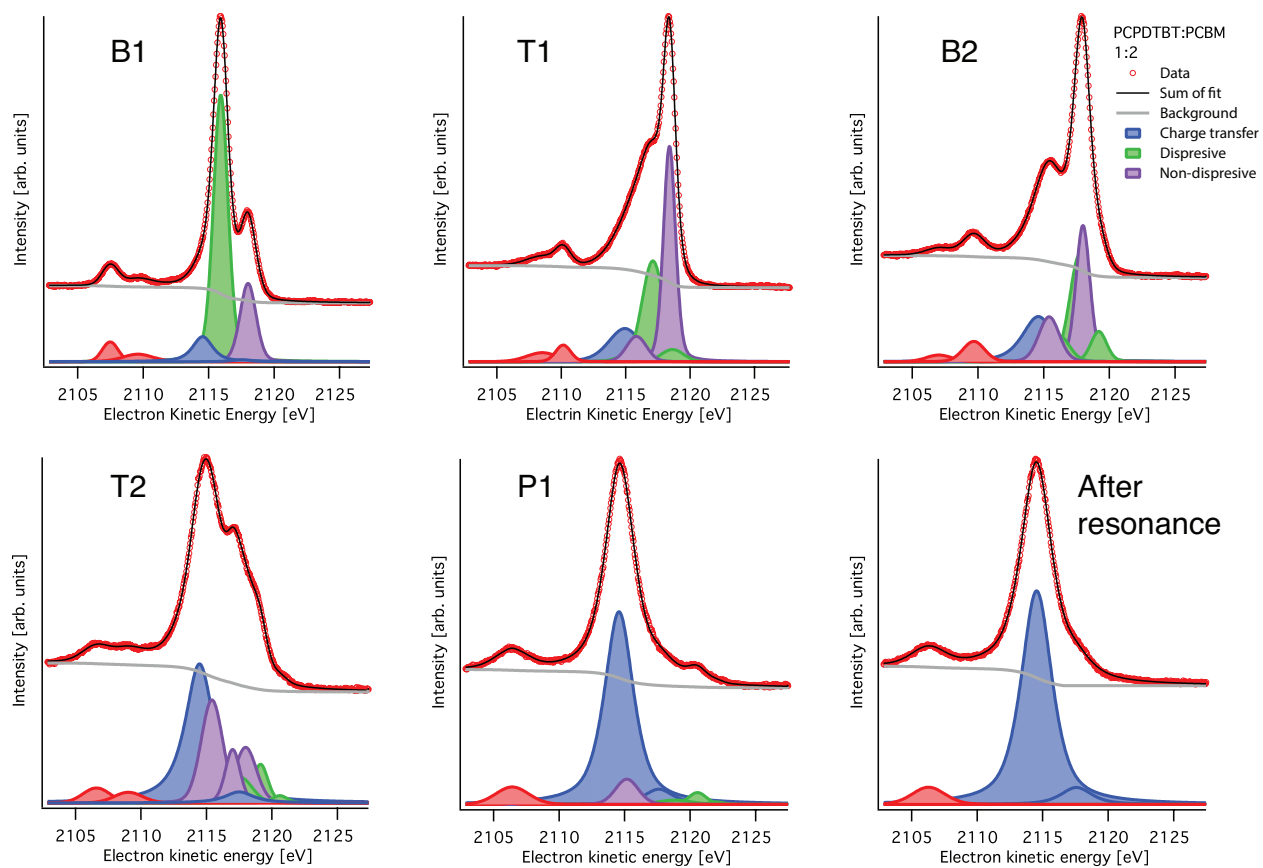 B1
Intensity [arb. units]
2105 2110 2115 2120 2125
Electron Kinetic Energy [eV]
T1
Intensity [erb. units]
2105 2110 2115 2120 2125
Electrin Kinetic Energy [eV]
B2
PCPDTBT:PCBM
1:2
Data
Sum of fit
Background
Charge transfer
Dispresive
Non-dispresive
Intensity [arb. units]
2105 2110 2115 2120 2125
Electron Kinetic Energy [eV]
T2
Intensity [arb. units]
2105 2110 2115 2120 2125
Electron kinetic energy [eV]
P1
Intensity [arb. units]
2105 2110 2115 2120 2125
Electron kinetic energy [eV]
After
resonance
Intensity [arb. units]
2105 2110 2115 2120 2125
Electron kinetic energy [eV]